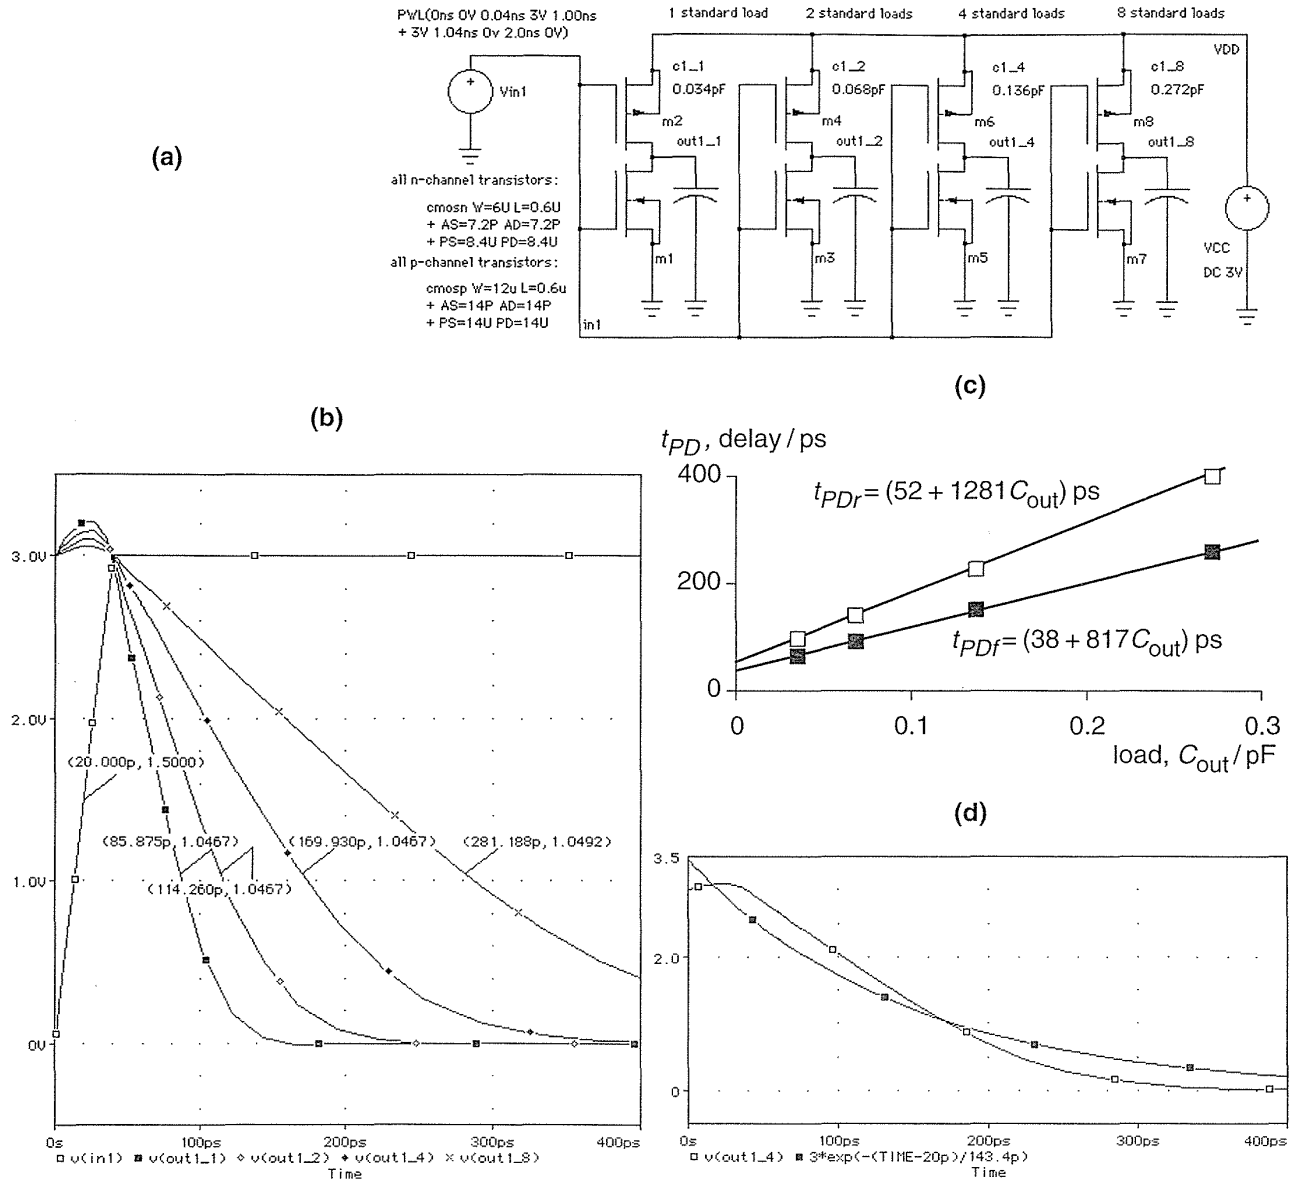 PWL(0ns 0V 0.04ns 3V 1.00ns
+ 3V 1.04ns 0v 2.0ns 0V)
1 standard load
2 standard loads
4 standard loads
8 standard loads
VDD
Vin1
c1_1
0.034pF
m2
out1_1
m1
c1_2
0.068pF
m4
out1_2
m3
c1_4
0.136pF
m6
out1_4
m5
c1_8
0.272pF
m8
out1_8
m7
VCC
DC 3V
(a)
all n-channel transistors:
cmosn W=6U L=0.6U
+ AS=7.2P AD=7.2P
+ PS=8.4U PD=8.4U
all p-channel transistors:
cmosp W=12u L=0.6u
+ AS=14P AD=14P
+ PS=14U PD=14U
in1
(b)
3.0V
2.0V
1.0V
0V
(20.000p,1.5000)
(85.875p,1.0467)
(114.260p,1.0467)
(169.930p,1.0467)
(281.188p,1.0492)
0s
100ps
200ps
300ps
400ps
v(in1) v(out1_1) v(out1_2) v(out1_4) v(out1_8)
Time
(c)
tPD, delay/ps
400
200
0
tPDr = (52 + 1281Cout) ps
tPDf = (38 + 817Cout) ps
0
0.1
0.2
0.3
load, Cout/pF
(d)
3.5
2.0
0
0s
100ps
200ps
300ps
400ps
v(out1_4) 3*exp(-(TIME-20p)/143.4p)
Time